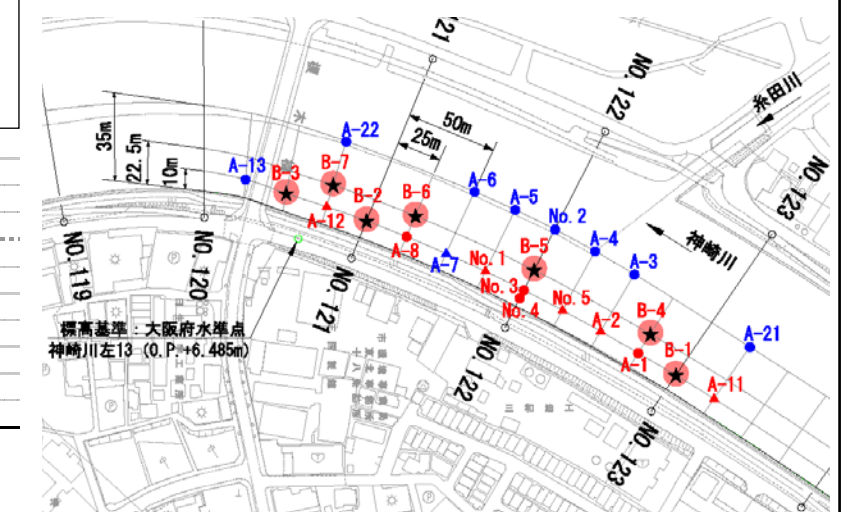 NO. 122
糸田川
榎木橋
50m
25m
A-22
35m
22.5m
10m
A-13
B-3
B-7
B-2
B-6
A-6
A-5
No. 2
A-4
A-3
神崎川
NO. 123
A-12
A-8
A-7
No. 1
B-5
No. 3
No. 4
No. 5
A-2
B-4
A-1
B-1
A-21
A-11
NO. 119
NO. 120
NO. 121
NO. 122
NO. 123
標高基準：大阪府水準点
神崎川左13 (O.P.+6.485m)